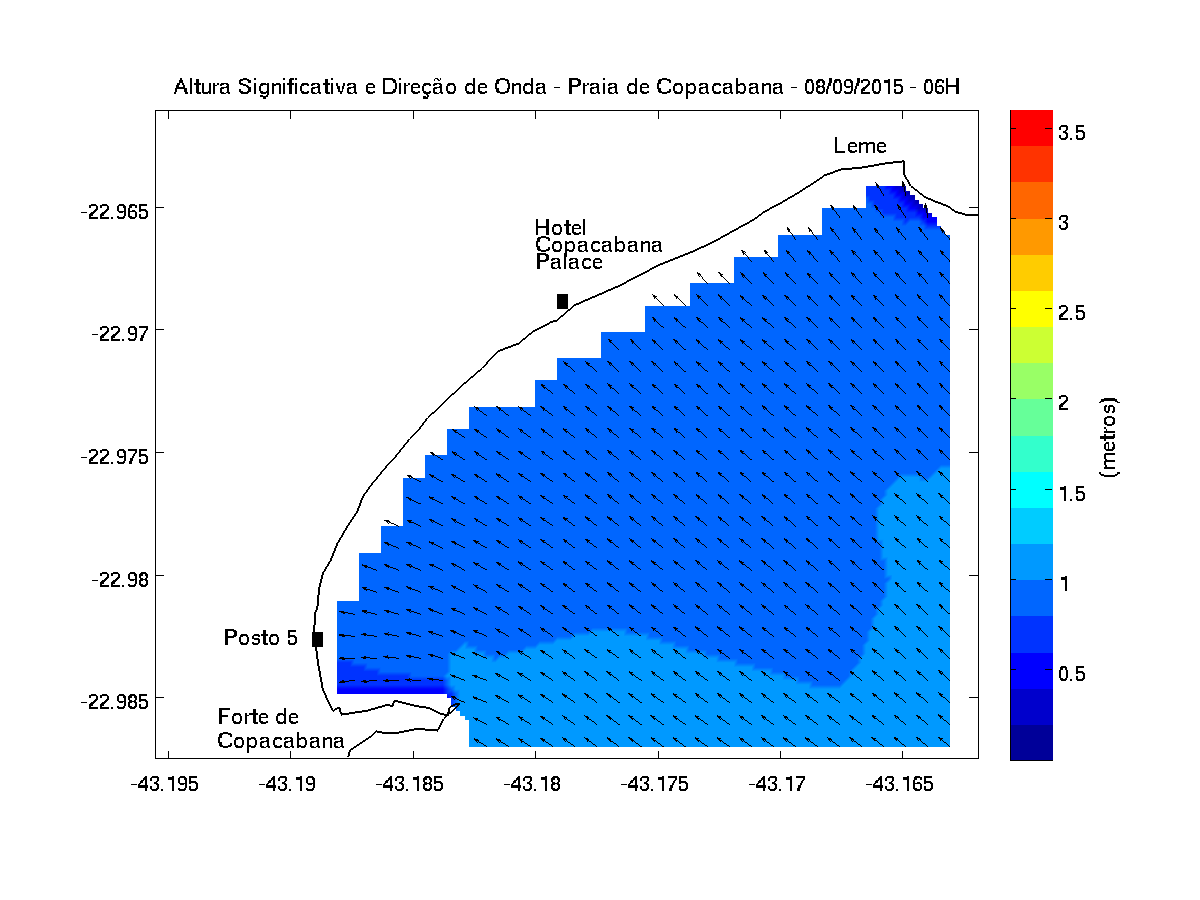 Altura Significativa e Direção de Onda - Praia de Copacabana - 08/09/2015 - 06H
Leme
Hotel
Copacabana
Palace
Posto 5
Forte de
Copacabana
-22.965
-22.97
-22.975
-22.98
-22.985
-43.195
-43.19
-43.185
-43.18
-43.175
-43.17
-43.165
3.5
3
2.5
2
1.5
1
0.5
(metros)